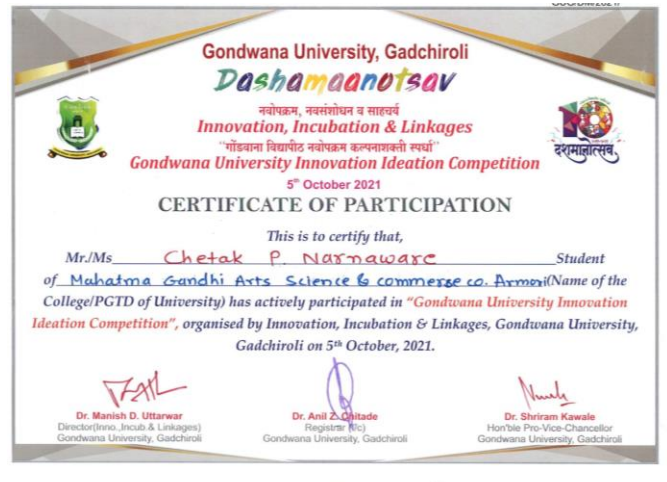 Gondwana University, Gadchiroli
Dashamaanotsav
नवोपक्रम, नवसंशोधन व साहचर्य
Innovation, Incubation & Linkages
"गोंडवाना विद्यापीठ नवोपक्रम कल्पनाशक्ती स्पर्धा"
Gondwana University Innovation Ideation Competition
5th October 2021
दशमानोत्सव
CERTIFICATE OF PARTICIPATION
This is to certify that,
Mr./Ms Chetak P. Narnaware Student
of Mahatma Gandhi Arts Science & commerse co. Armori (Name of the
College/PGTD of University) has actively participated in "Gondwana University Innovation
Ideation Competition", organised by Innovation, Incubation & Linkages, Gondwana University,
Gadchiroli on 5th October, 2021.
Dr. Manish D. Uttarwar
Director(Inno.,Incub.& Linkages)
Gondwana University, Gadchiroli
Dr. Anil Z. Chitade
Registrar (I/c)
Gondwana University, Gadchiroli
Dr. Shriram Kawale
Hon'ble Pro-Vice-Chancellor
Gondwana University, Gadchiroli